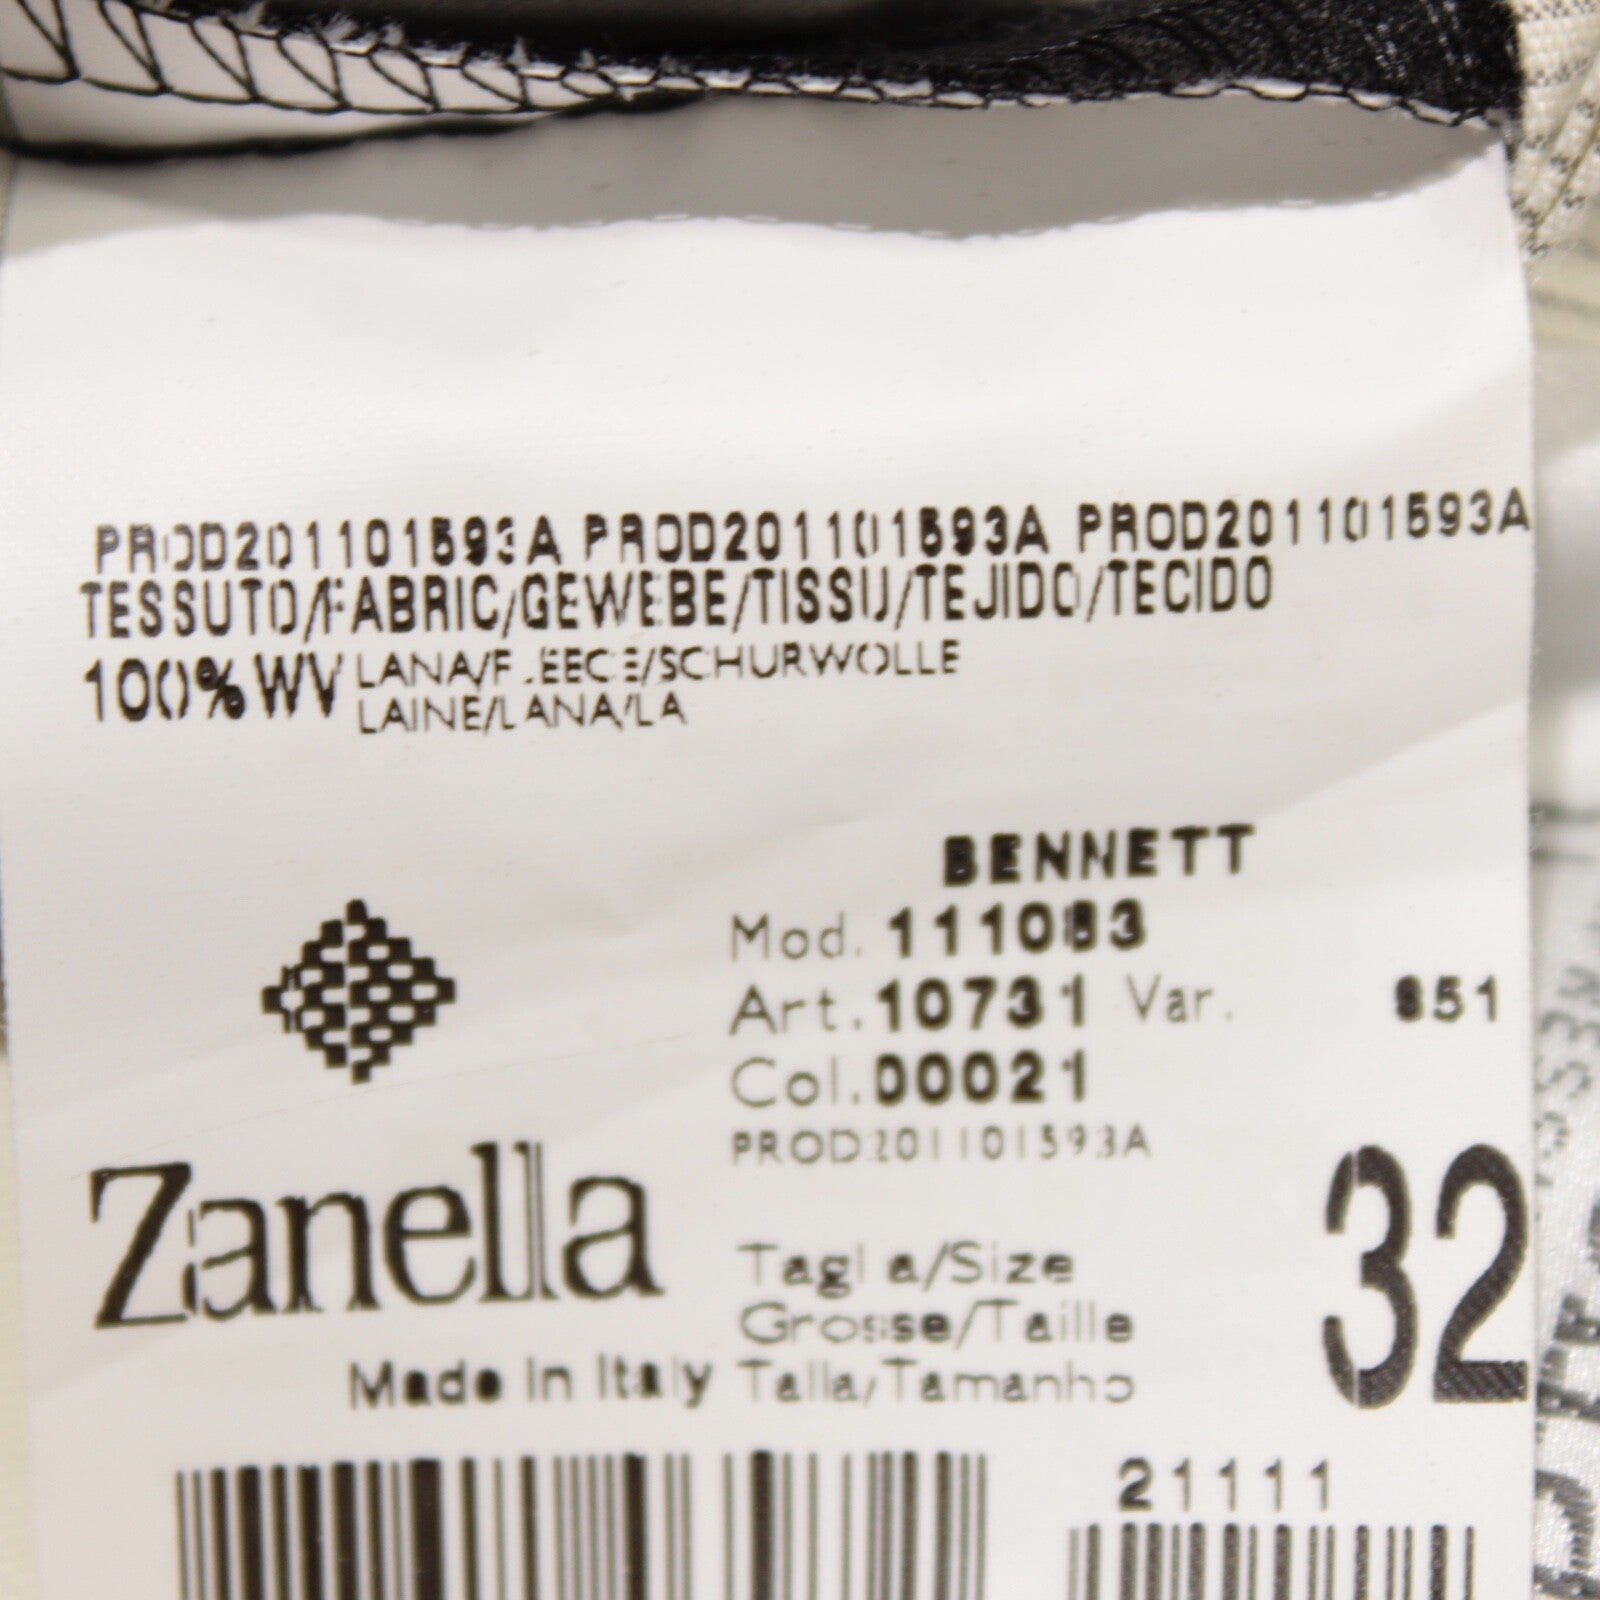 PROD201101593A PROD201101593A PROD201101593A
TESSUTO/FABRIC/GEWEBE/TISSU/TEJIDO/TECIDO
100% WV LANA/FLEECE/SCHURWOLLE
LAINE/LANA/LA
BENNETT
Mod. 111083
Art. 10731 Var. 851
Col. 00021
PROD201101593A
Zanella
32
Taglia/Size
Grosse/Taille
Made In Italy Talla/Tamanho
21111